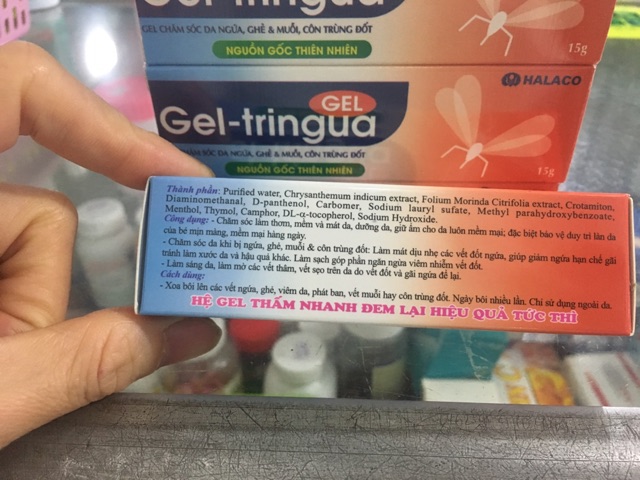 Gel-tringua
GEL CHĂM SÓC DA NGỨA, GHẺ & MUỖI, CÔN TRÙNG ĐỐT
NGUỒN GỐC THIÊN NHIÊN
15g
HALACO
GEL
Gel-tringua
CHĂM SÓC DA NGỨA, GHẺ & MUỖI, CÔN TRÙNG ĐỐT
NGUỒN GỐC THIÊN NHIÊN
15g
Thành phần: Purified water, Chrysanthemum indicum extract, Folium Morinda Citrifolia extract, Crotamiton,
Diaminomethanal, D-panthenol, Carbomer, Sodium lauryl sufate, Methyl parahydroxybenzoate,
Menthol, Thymol, Camphor, DL-α-tocopherol, Sodium Hydroxide.
Công dụng: - Chăm sóc làm thơm, mềm và mát da, dưỡng da, giữ ẩm cho da luôn mềm mại; đặc biệt bảo vệ duy trì làn da
của bé mịn màng, mềm mại hàng ngày.
- Chăm sóc da khi bị ngứa, ghẻ, muỗi & côn trùng đốt: Làm mát dịu nhẹ các vết đốt ngứa, giúp giảm ngứa hạn chế gãi
tránh làm xước da và hậu quả khác. Làm sạch góp phần ngăn ngừa viêm nhiễm vết đốt.
- Làm sáng da, làm mờ các vết thâm, vết sẹo trên da do vết đốt và gãi ngứa để lại.
Cách dùng:
- Xoa bôi lên các vết ngứa, ghẻ, viêm da, phát ban, vết muỗi hay côn trùng đốt. Ngày bôi nhiều lần. Chỉ sử dụng ngoài da.
HỆ GEL THẤM NHANH ĐEM LẠI HIỆU QUẢ TỨC THÌ